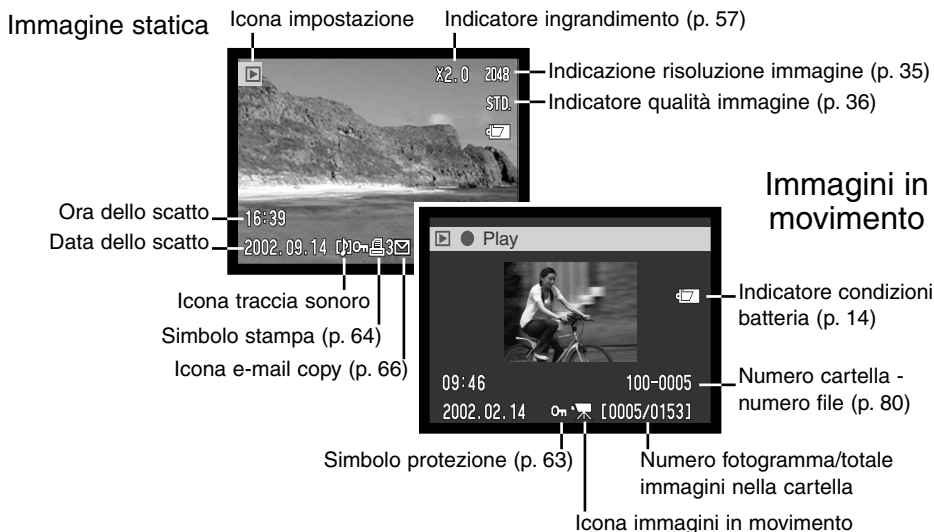 Immagine statica
Icona impostazione
Indicatore ingrandimento (p. 57)
X2.0
2048
Indicazione risoluzione immagine (p. 35)
STD.
Indicatore qualità immagine (p. 36)
Immagini in
movimento
Ora dello scatto
16:39
Data dello scatto
2002.09.14
3
Play
Icona traccia sonoro
Simbolo stampa (p. 64)
Icona e-mail copy (p. 66)
Indicatore condizioni
batteria (p. 14)
09:46
100-0005
Numero cartella -
numero file (p. 80)
2002.02.14
[0005/0153]
Simbolo protezione (p. 63)
Numero fotogramma/totale
immagini nella cartella
Icona immagini in movimento